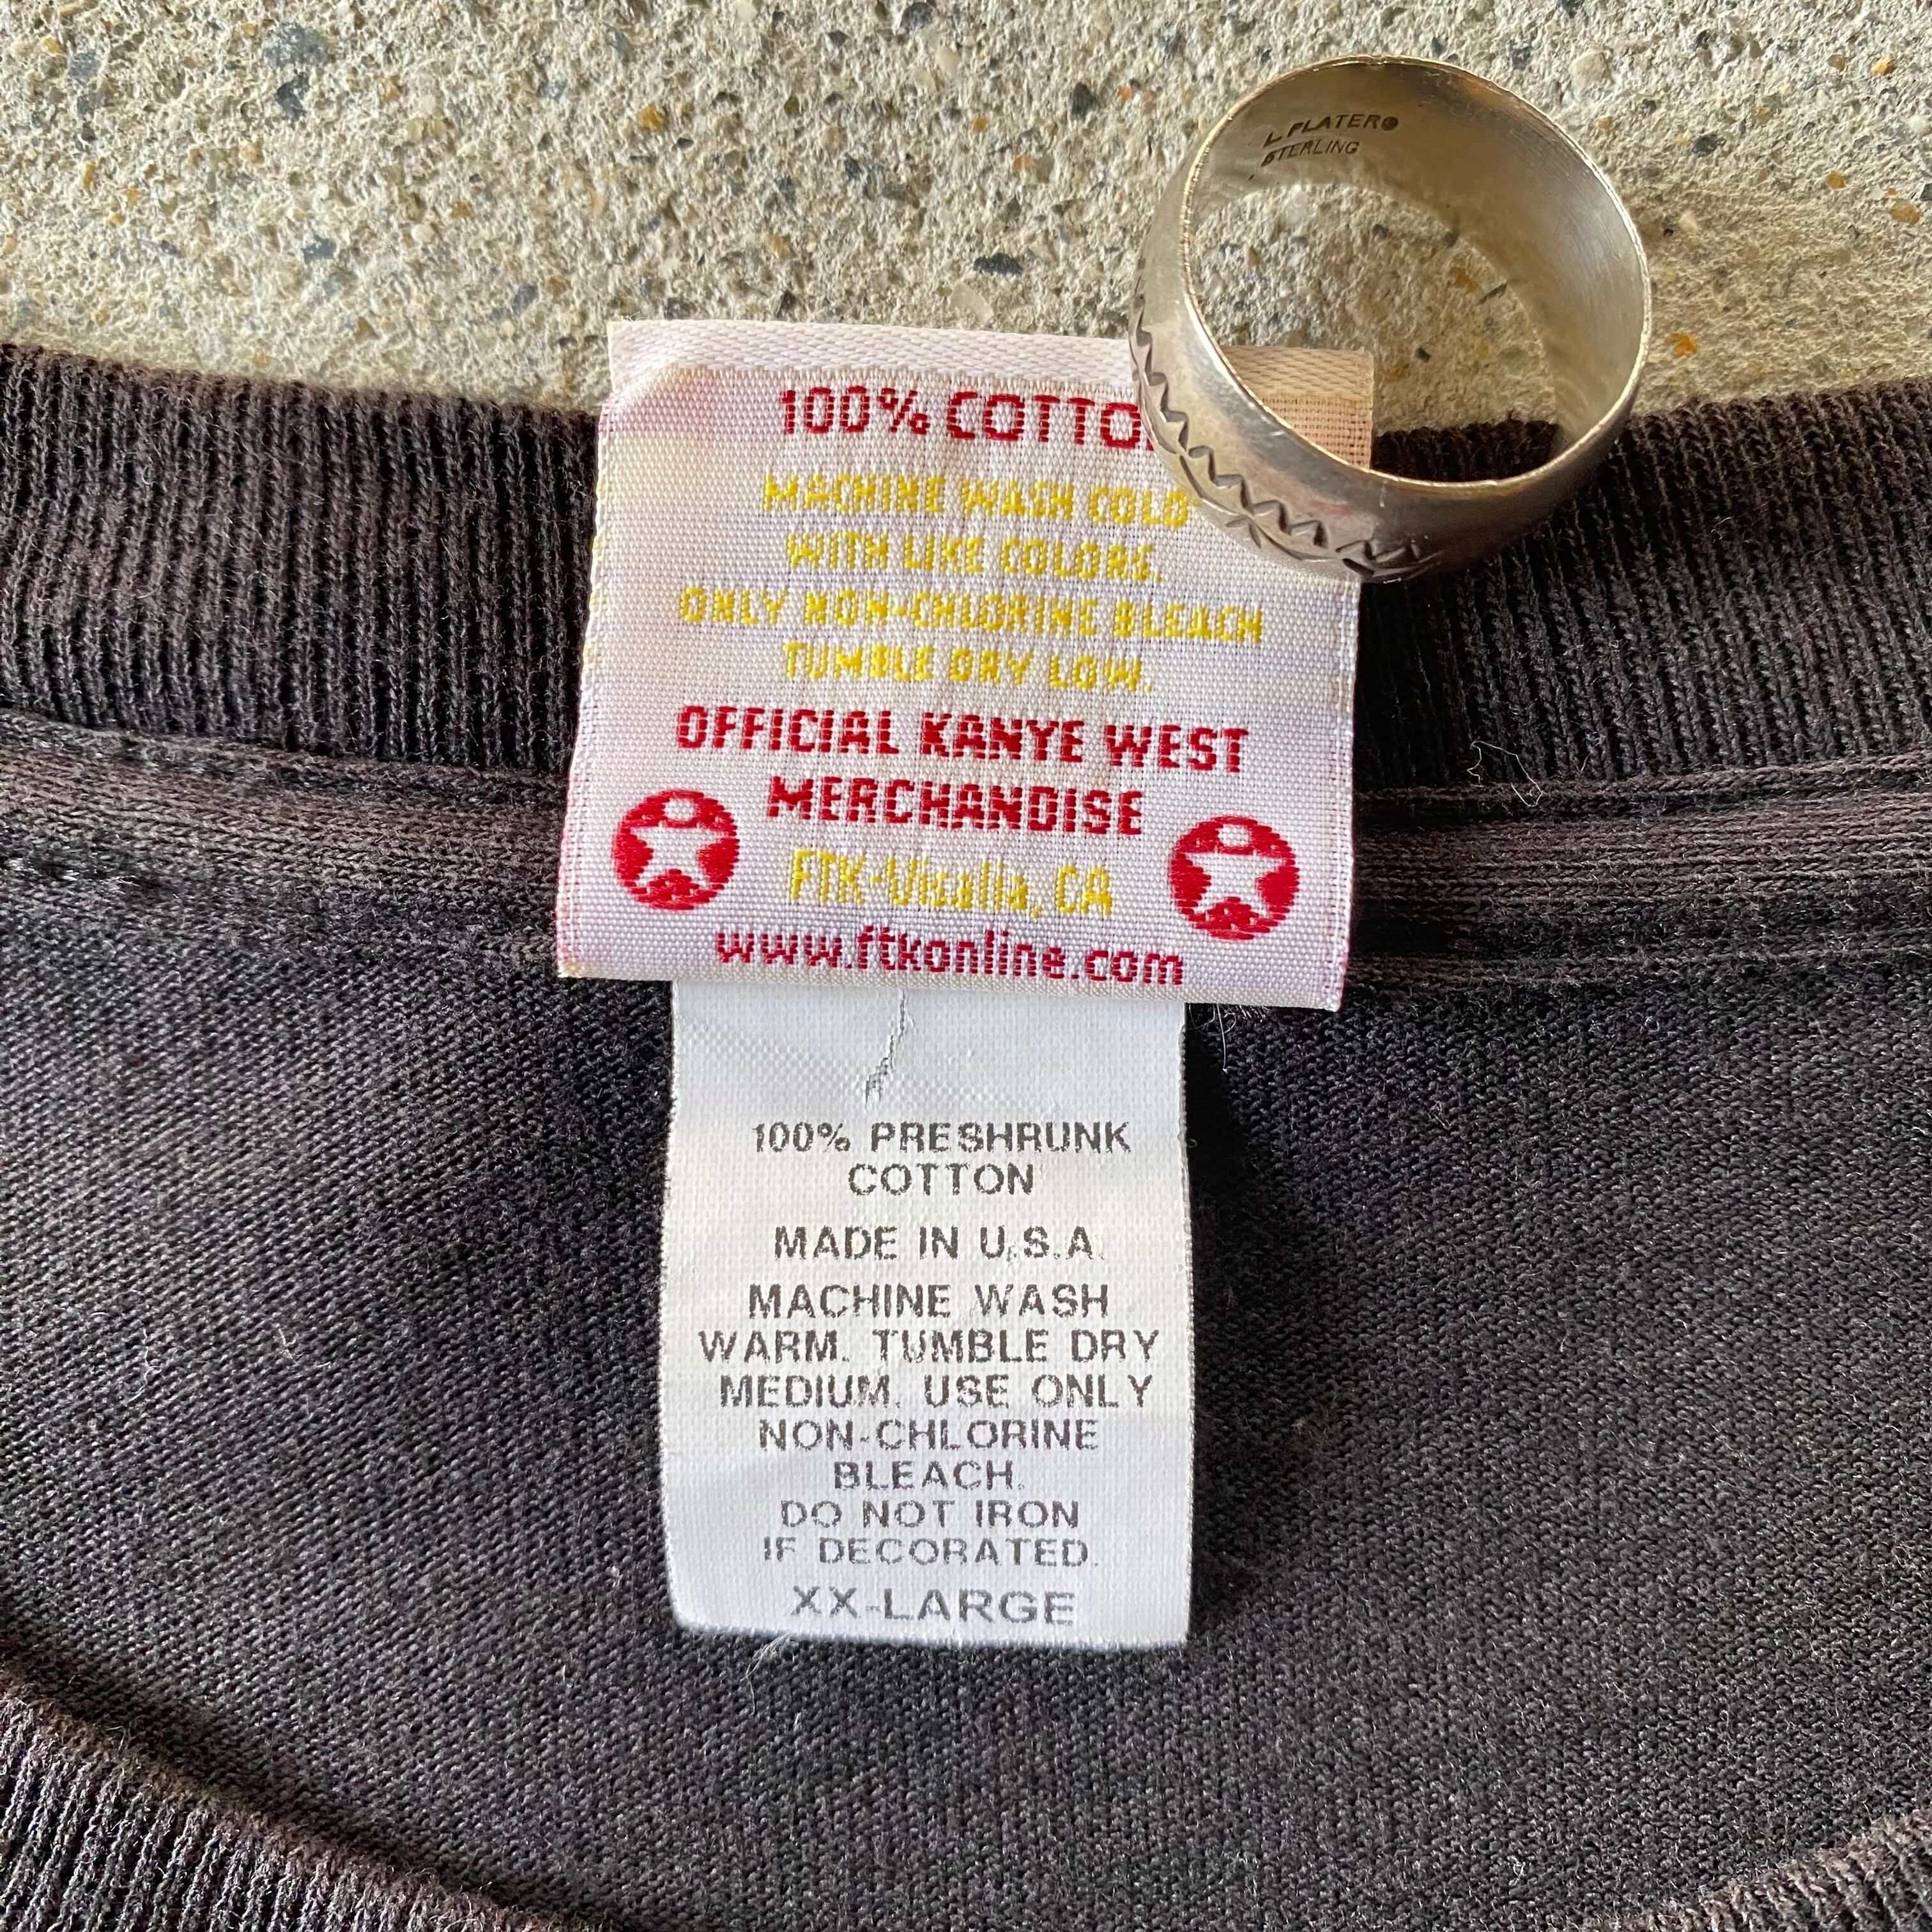 L PLATERO
STERLING
100% COTTO
MACHINE WASH COLD
WITH LIKE COLORS.
ONLY NON-CHLORINE BLEACH
TUMBLE DRY LOW.
OFFICIAL KANYE WEST
MERCHANDISE
FTK-Visalia, CA
www.ftkonline.com
100% PRESHRUNK
COTTON
MADE IN U.S.A.
MACHINE WASH
WARM. TUMBLE DRY
MEDIUM. USE ONLY
NON-CHLORINE
BLEACH.
DO NOT IRON
IF DECORATED.
XX-LARGE